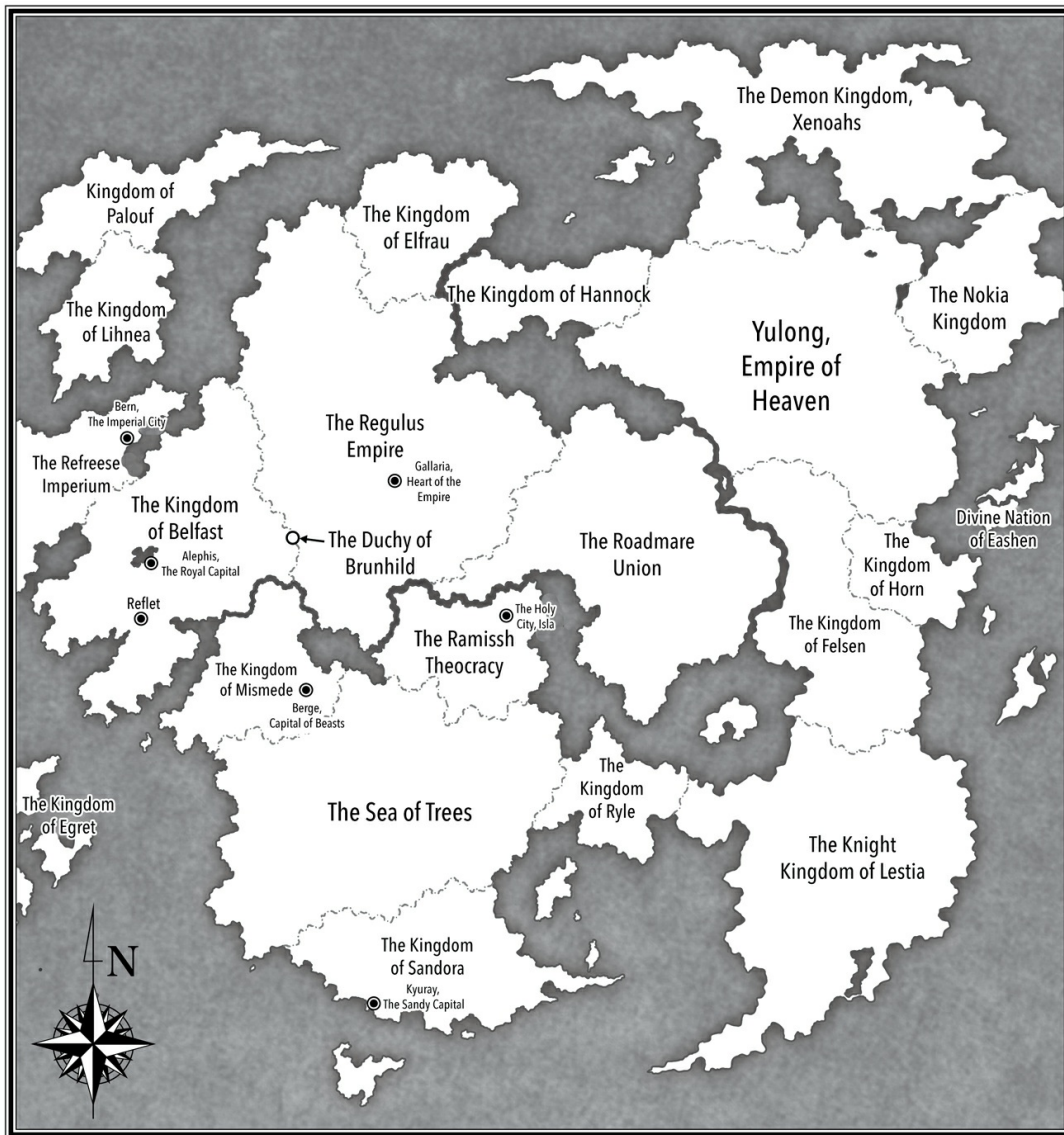 The Demon Kingdom,
Xenoahs
Kingdom of
Palouf
The Kingdom
of Elfrau
The Kingdom of Hannock
The Nokia
Kingdom
The Kingdom
of Lihnea
Yulong,
Empire of
Heaven
Bern,
The Imperial City
The Regulus
Empire
The Refreese
Imperium
Gallaria,
Heart of the
Empire
The Kingdom
of Belfast
Divine Nation
of Eashen
The Duchy of
Brunhild
The Roadmare
Union
The
Kingdom
of Horn
Alephis,
The Royal Capital
Reflet
The Holy
City, Isla
The Ramissh
Theocracy
The Kingdom
of Felsen
The Kingdom
of Mismede
Berge,
Capital of Beasts
The
Kingdom
of Ryle
The Kingdom
of Egret
The Sea of Trees
The Knight
Kingdom of Lestia
The Kingdom
of Sandora
Kyuray,
The Sandy Capital
N